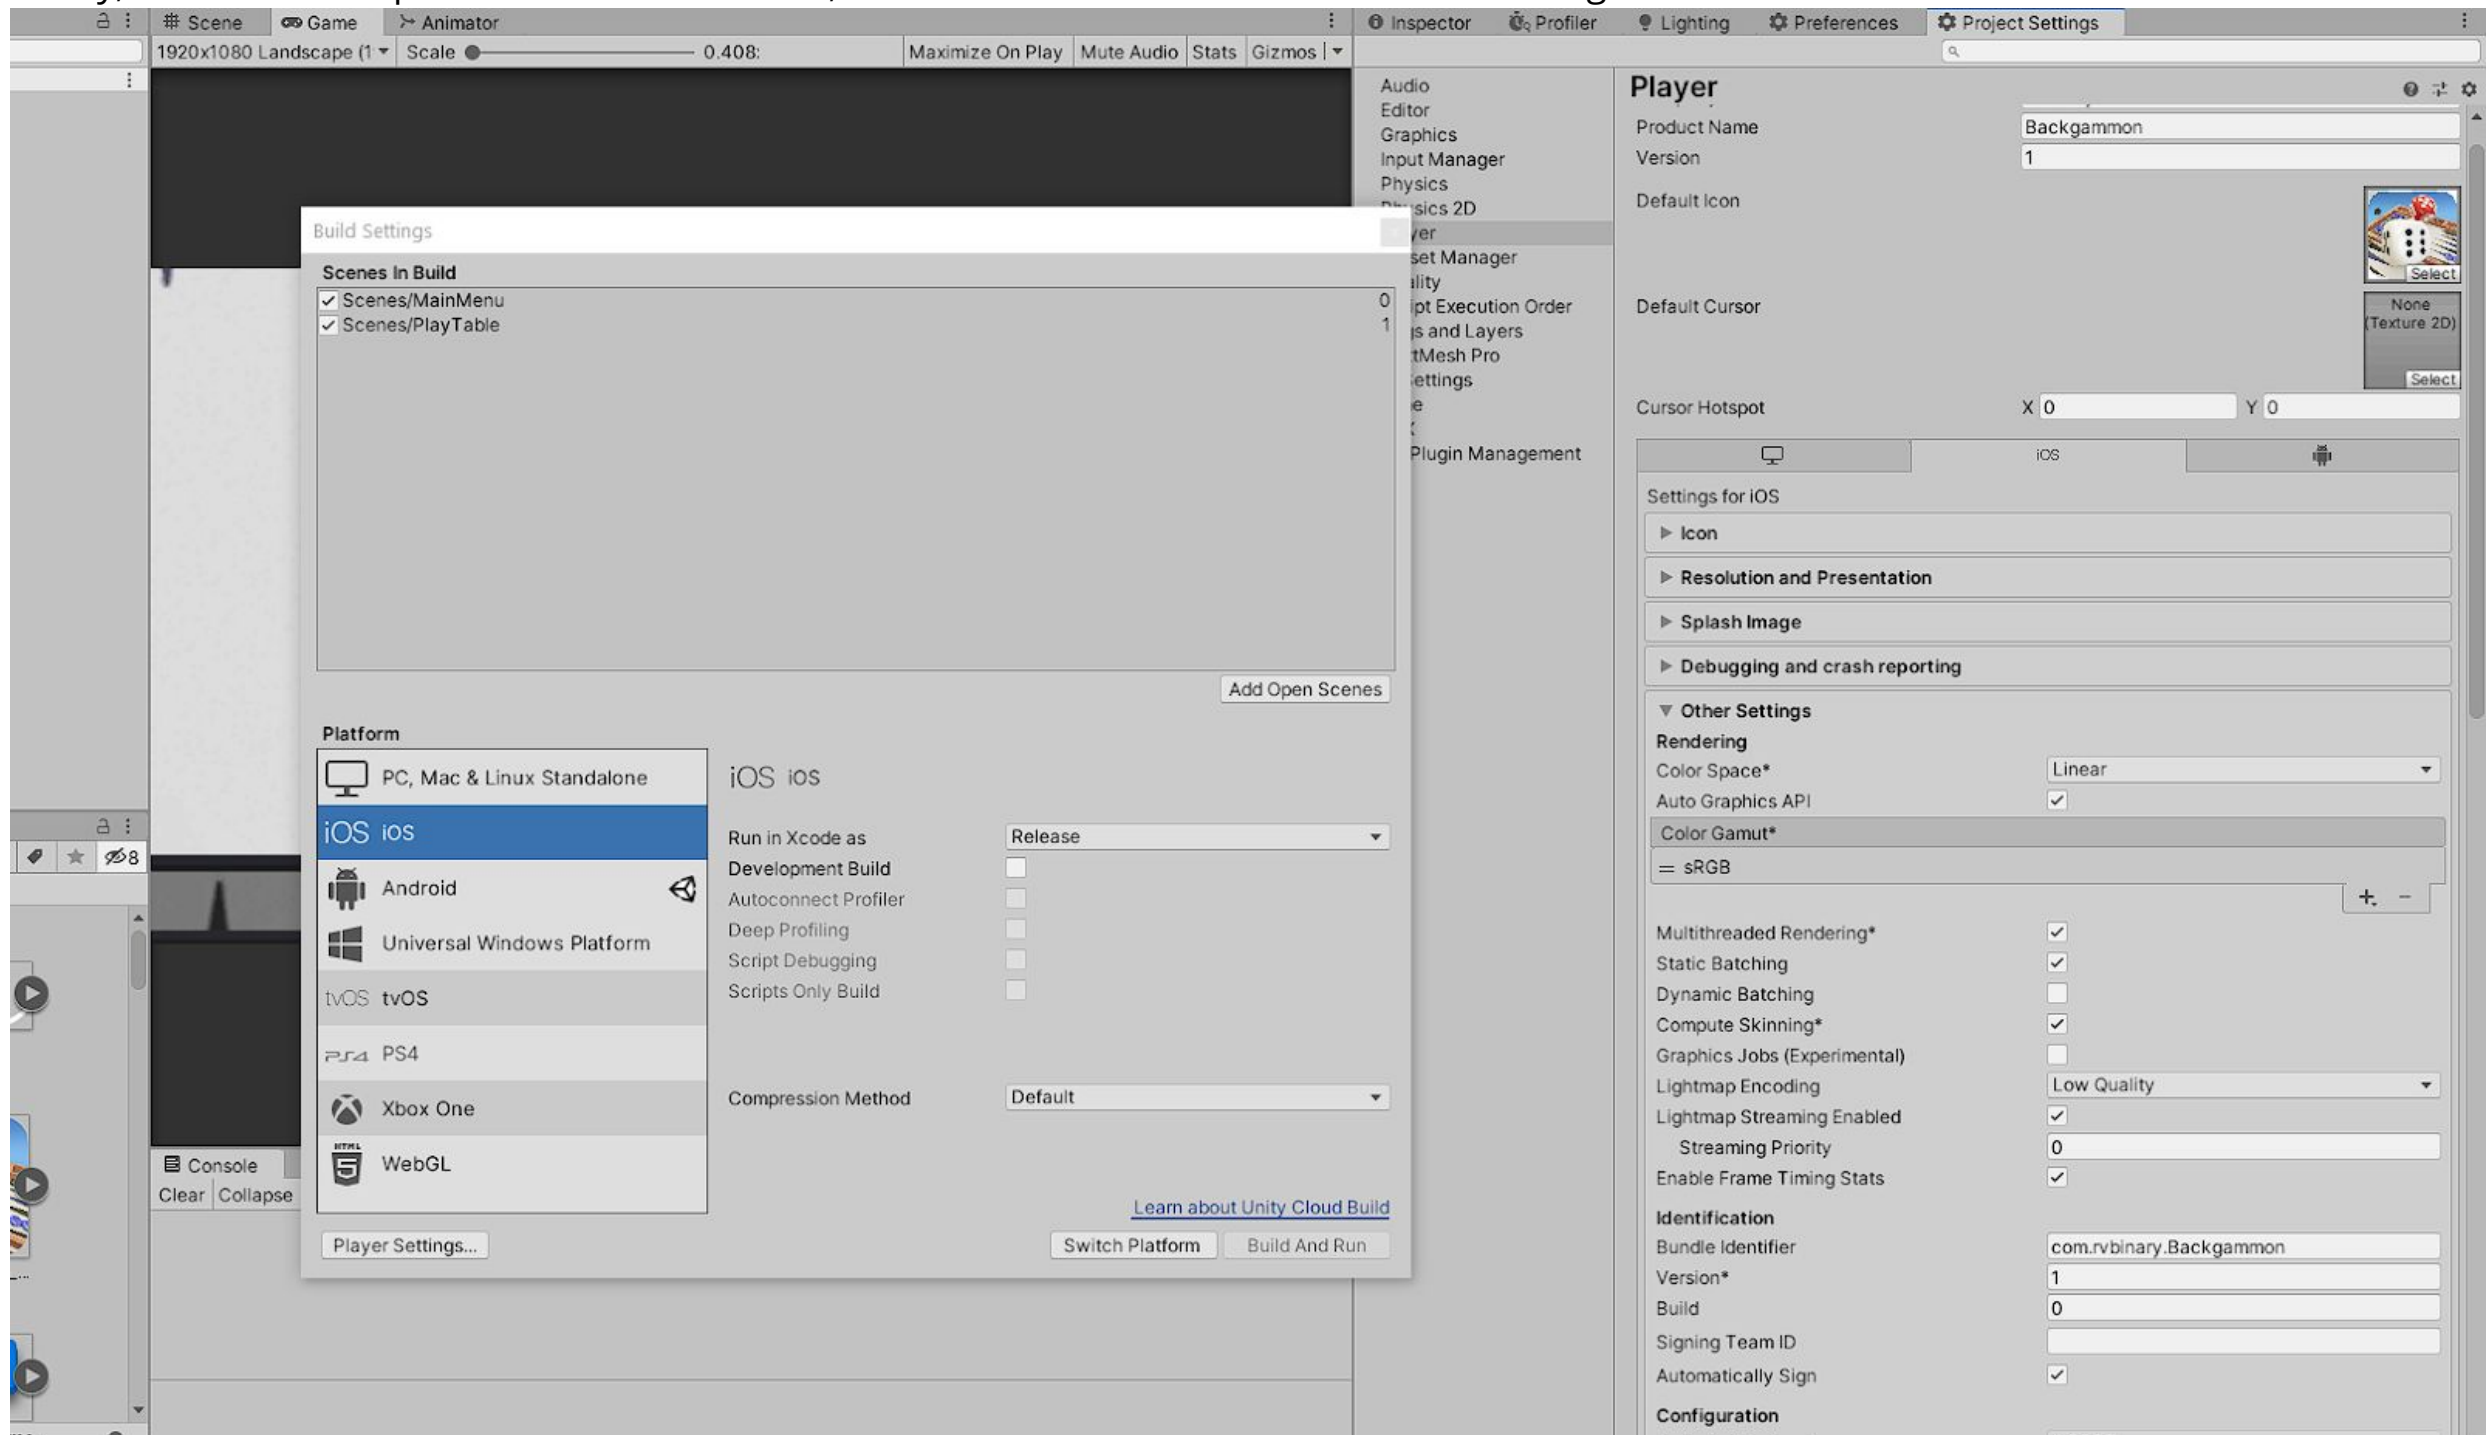 Scene Game Animator
1920x1080 Landscape (1 Scale 0.408: Maximize On Play Mute Audio Stats Gizmos
8
Console
Clear Collapse
Build Settings
Scenes In Build
Scenes/MainMenu 0
Scenes/PlayTable 1
Add Open Scenes
Platform
PC, Mac & Linux Standalone
iOS iOS
Android
Universal Windows Platform
tvOS tvOS
PS4 PS4
Xbox One
HTML 5 WebGL
iOS iOS
Run in Xcode as Release
Development Build
Autoconnect Profiler
Deep Profiling
Script Debugging
Scripts Only Build
Compression Method Default
Learn about Unity Cloud Build
Player Settings... Switch Platform Build And Run
Inspector Profiler Lighting Preferences Project Settings
Audio
Editor
Graphics
Input Manager
Physics
Physics 2D
yer
set Manager
ality
ipt Execution Order
s and Layers
tMesh Pro
ettings
e
Plugin Management
Player
Product Name Backgammon
Version 1
Default Icon
Select
Default Cursor
None
(Texture 2D)
Select
Cursor Hotspot X 0 Y 0
iOS
Settings for iOS
Icon
Resolution and Presentation
Splash Image
Debugging and crash reporting
Other Settings
Rendering
Color Space* Linear
Auto Graphics API
Color Gamut*
= sRGB
+ -
Multithreaded Rendering*
Static Batching
Dynamic Batching
Compute Skinning*
Graphics Jobs (Experimental)
Lightmap Encoding Low Quality
Lightmap Streaming Enabled
Streaming Priority 0
Enable Frame Timing Stats
Identification
Bundle Identifier com.rvbinary.Backgammon
Version* 1
Build 0
Signing Team ID
Automatically Sign
Configuration